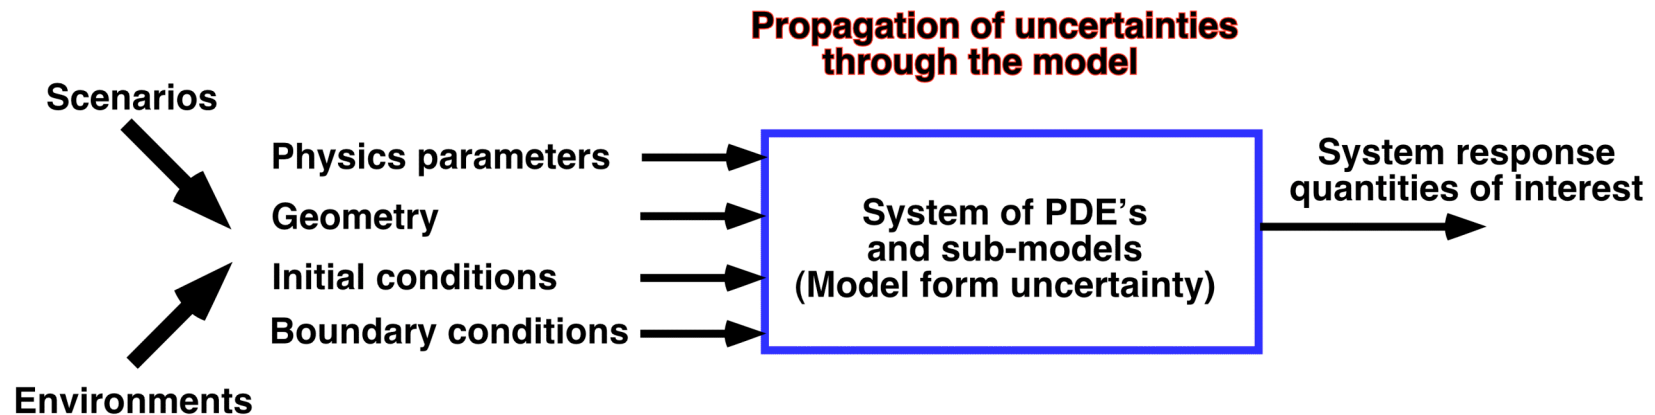 Propagation of uncertainties
through the model
Scenarios
Physics parameters
Geometry
Initial conditions
Boundary conditions
Environments
System of PDE’s
and sub-models
(Model form uncertainty)
System response
quantities of interest